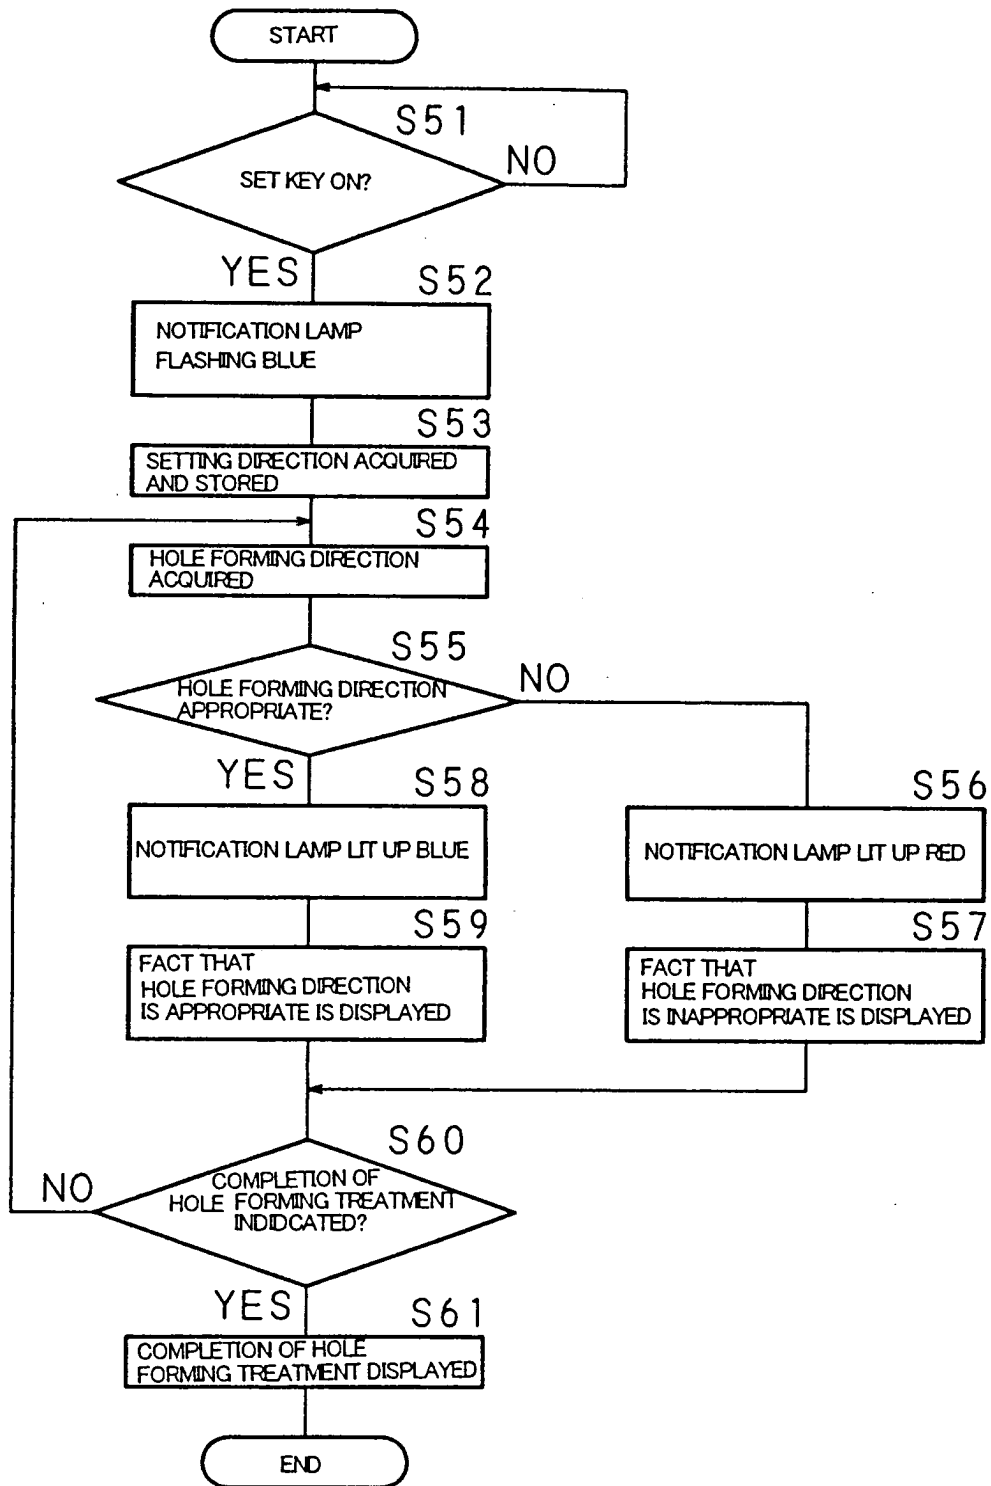 START
S51
SET KEY ON?
NO
YES
S52
NOTIFICATION LAMP
FLASHING BLUE
S53
SETTING DIRECTION ACQUIRED
AND STORED
S54
HOLE FORMING DIRECTION
ACQUIRED
S55
HOLE FORMING DIRECTION
APPROPRIATE?
NO
YES
S58
NOTIFICATION LAMP LIT UP BLUE
S56
NOTIFICATION LAMP LIT UP RED
S59
FACT THAT
HOLE FORMING DIRECTION
IS APPROPRIATE IS DISPLAYED
S57
FACT THAT
HOLE FORMING DIRECTION
IS INAPPROPRIATE IS DISPLAYED
S60
COMPLETION OF
HOLE FORMING TREATMENT
INDIDCATED?
NO
YES
S61
COMPLETION OF HOLE
FORMING TREATMENT DISPLAYED
END